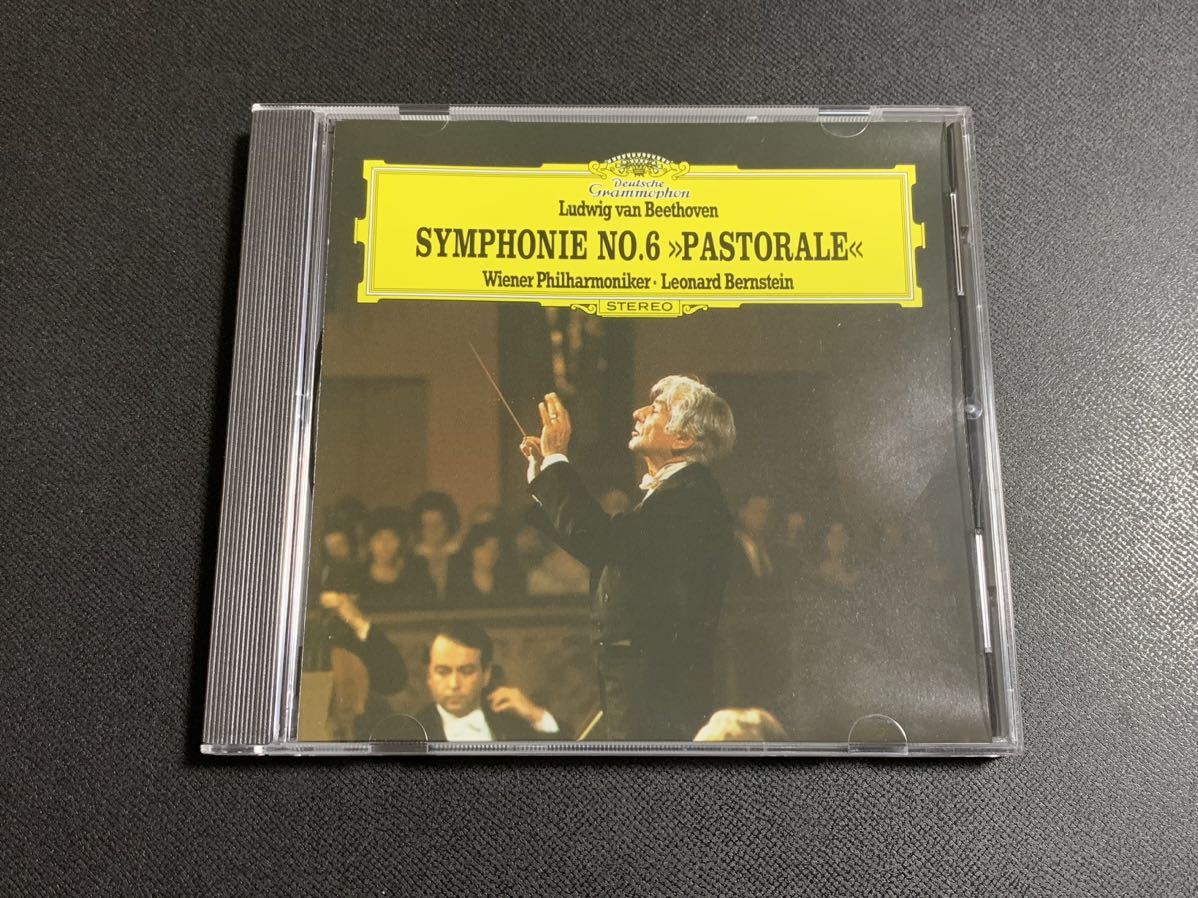 Deutsche
Grammophon
Ludwig van Beethoven
SYMPHONIE NO.6 »PASTORALE«
Wiener Philharmoniker · Leonard Bernstein
STEREO